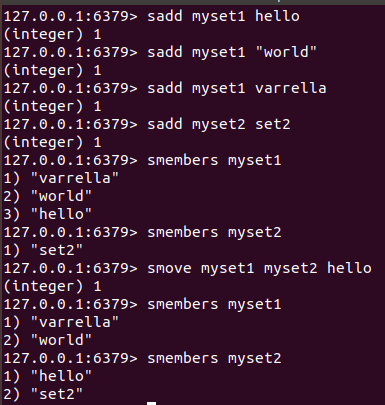 127.0.0.1:6379> sadd myset1 hello
(integer) 1
127.0.0.1:6379> sadd myset1 "world"
(integer) 1
127.0.0.1:6379> sadd myset1 varrella
(integer) 1
127.0.0.1:6379> sadd myset2 set2
(integer) 1
127.0.0.1:6379> smembers myset1
1) "varrella"
2) "world"
3) "hello"
127.0.0.1:6379> smembers myset2
1) "set2"
127.0.0.1:6379> smove myset1 myset2 hello
(integer) 1
127.0.0.1:6379> smembers myset1
1) "varrella"
2) "world"
127.0.0.1:6379> smembers myset2
1) "hello"
2) "set2"